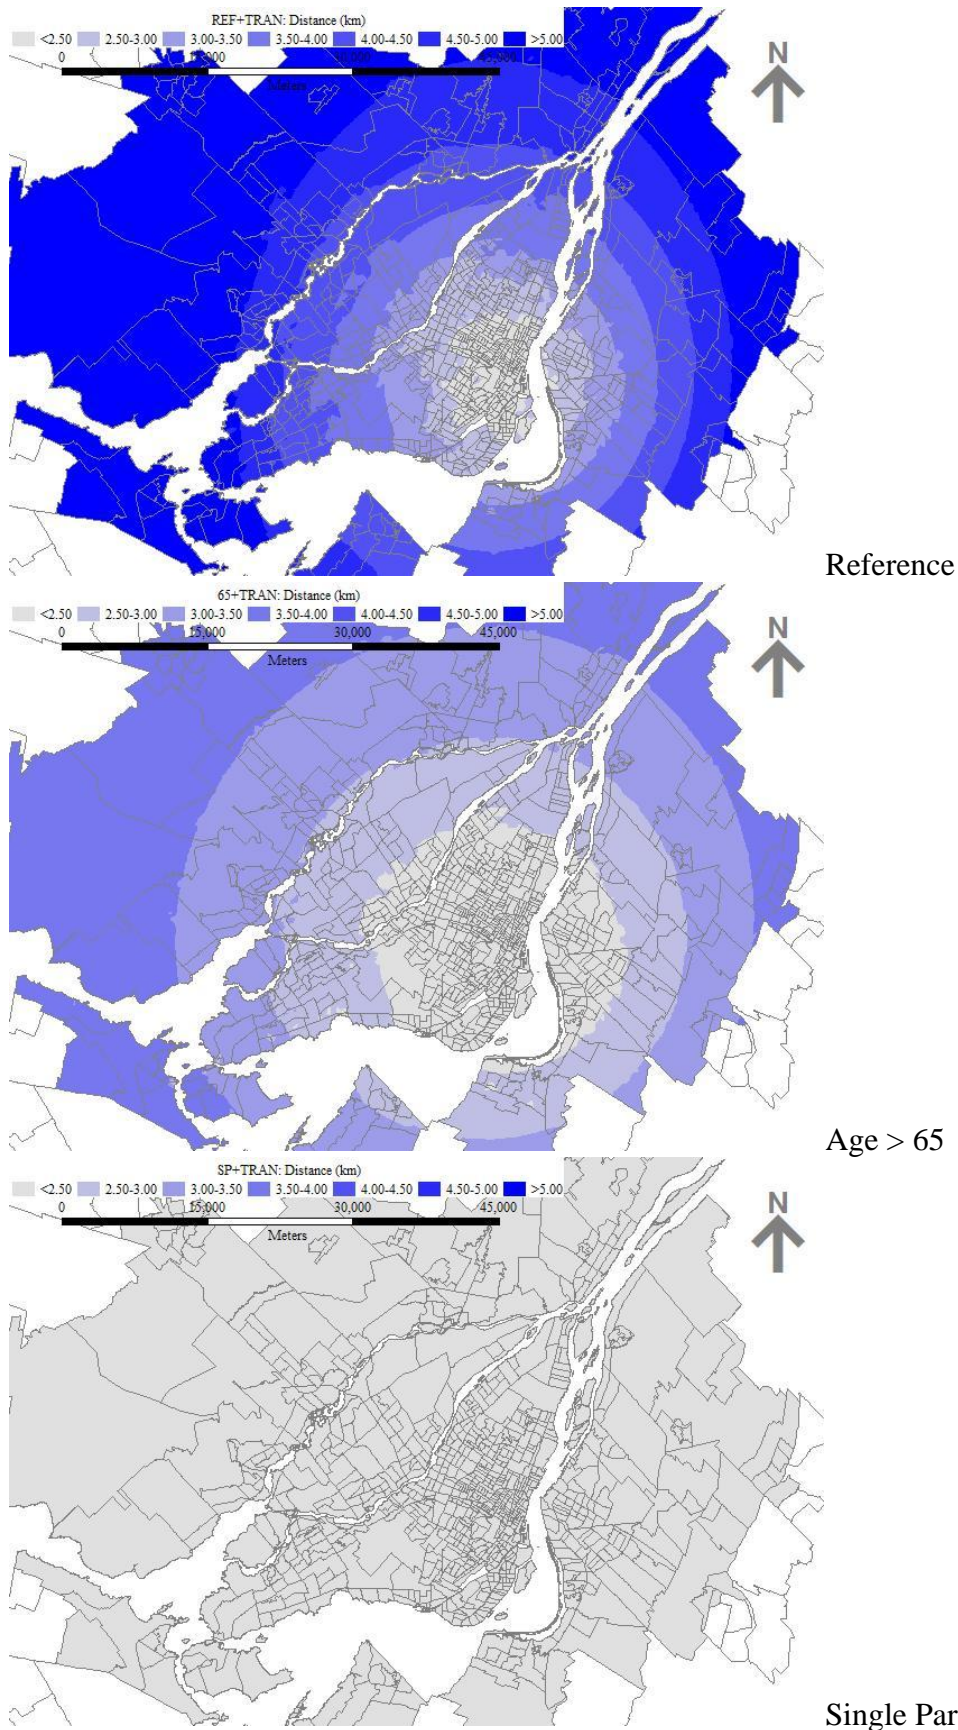 REF+TRAN: Distance (km)
<2.50 2.50-3.00 3.00-3.50 3.50-4.00 4.00-4.50 4.50-5.00 >5.00
0 15,000 30,000 45,000
Meters
N
Reference
65+TRAN: Distance (km)
<2.50 2.50-3.00 3.00-3.50 3.50-4.00 4.00-4.50 4.50-5.00 >5.00
0 15,000 30,000 45,000
Meters
N
Age > 65
SP+TRAN: Distance (km)
<2.50 2.50-3.00 3.00-3.50 3.50-4.00 4.00-4.50 4.50-5.00 >5.00
0 15,000 30,000 45,000
Meters
N
Single Par